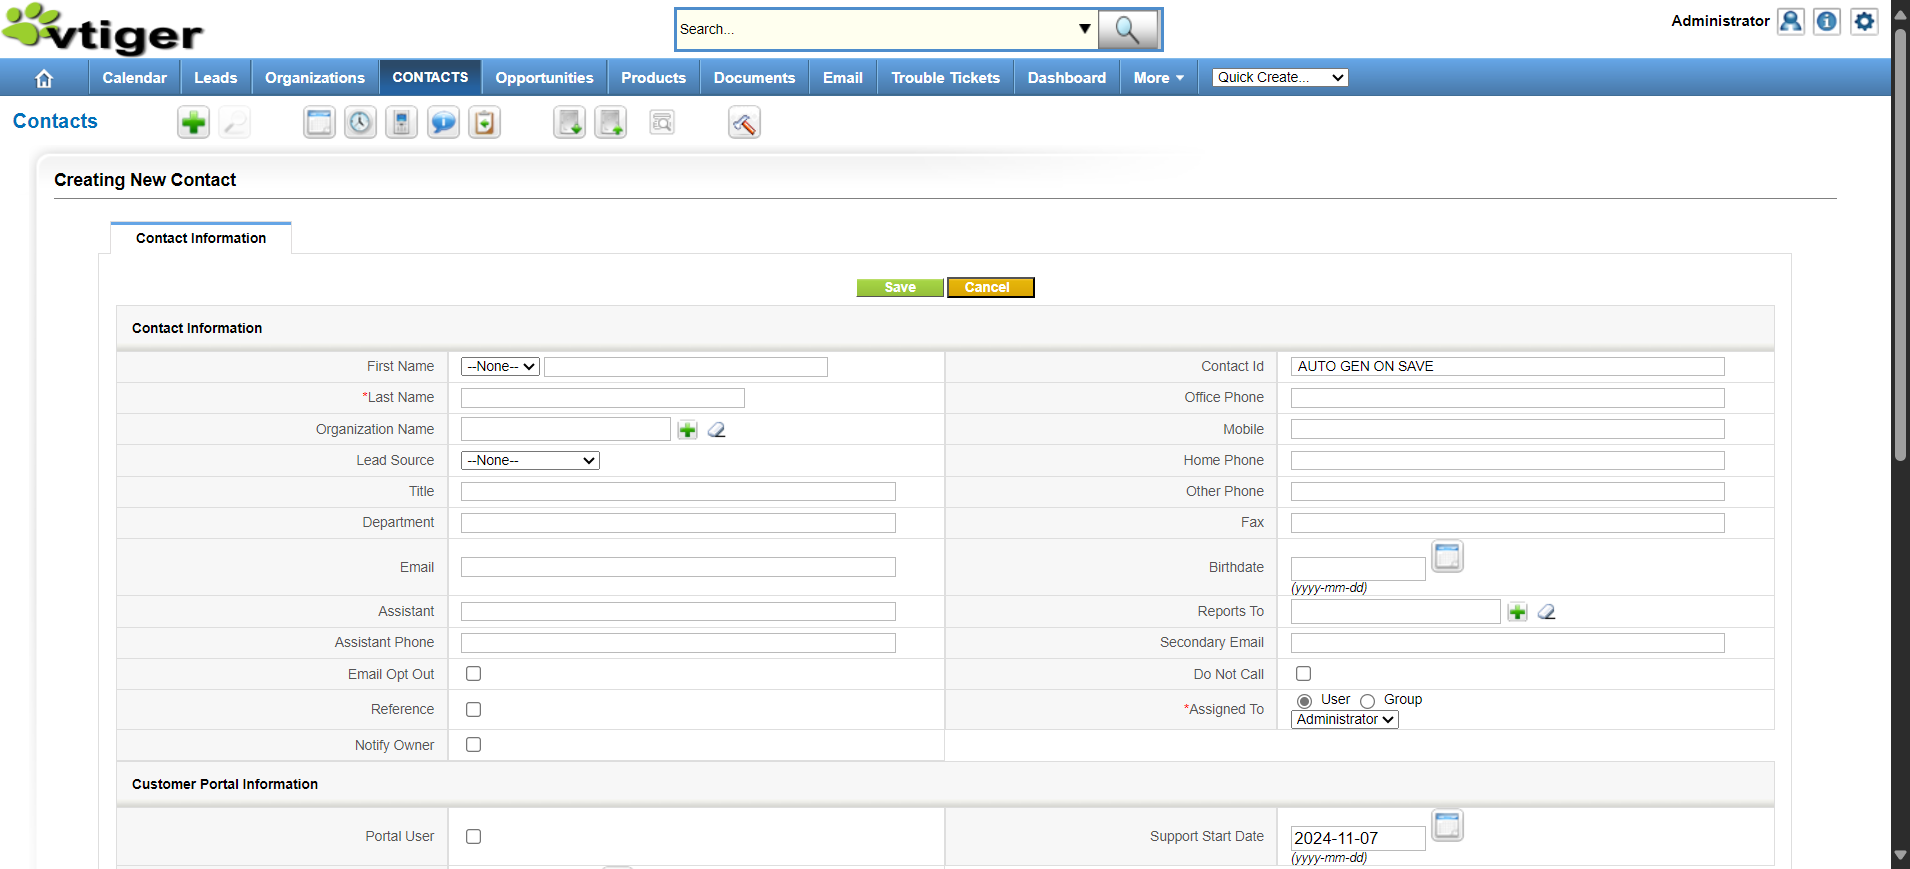 vtiger
Search...
Administrator
Calendar Leads Organizations CONTACTS Opportunities Products Documents Email Trouble Tickets Dashboard More Quick Create...
Contacts
Creating New Contact
Contact Information
Save Cancel
Contact Information
First Name --None-- Contact Id AUTO GEN ON SAVE
*Last Name Office Phone
Organization Name Mobile
Lead Source --None-- Home Phone
Title Other Phone
Department Fax
Email Birthdate
(yyyy-mm-dd)
Assistant Reports To
Assistant Phone Secondary Email
Email Opt Out Do Not Call
Reference *Assigned To User Group
Administrator
Notify Owner
Customer Portal Information
Portal User Support Start Date 2024-11-07
(yyyy-mm-dd)